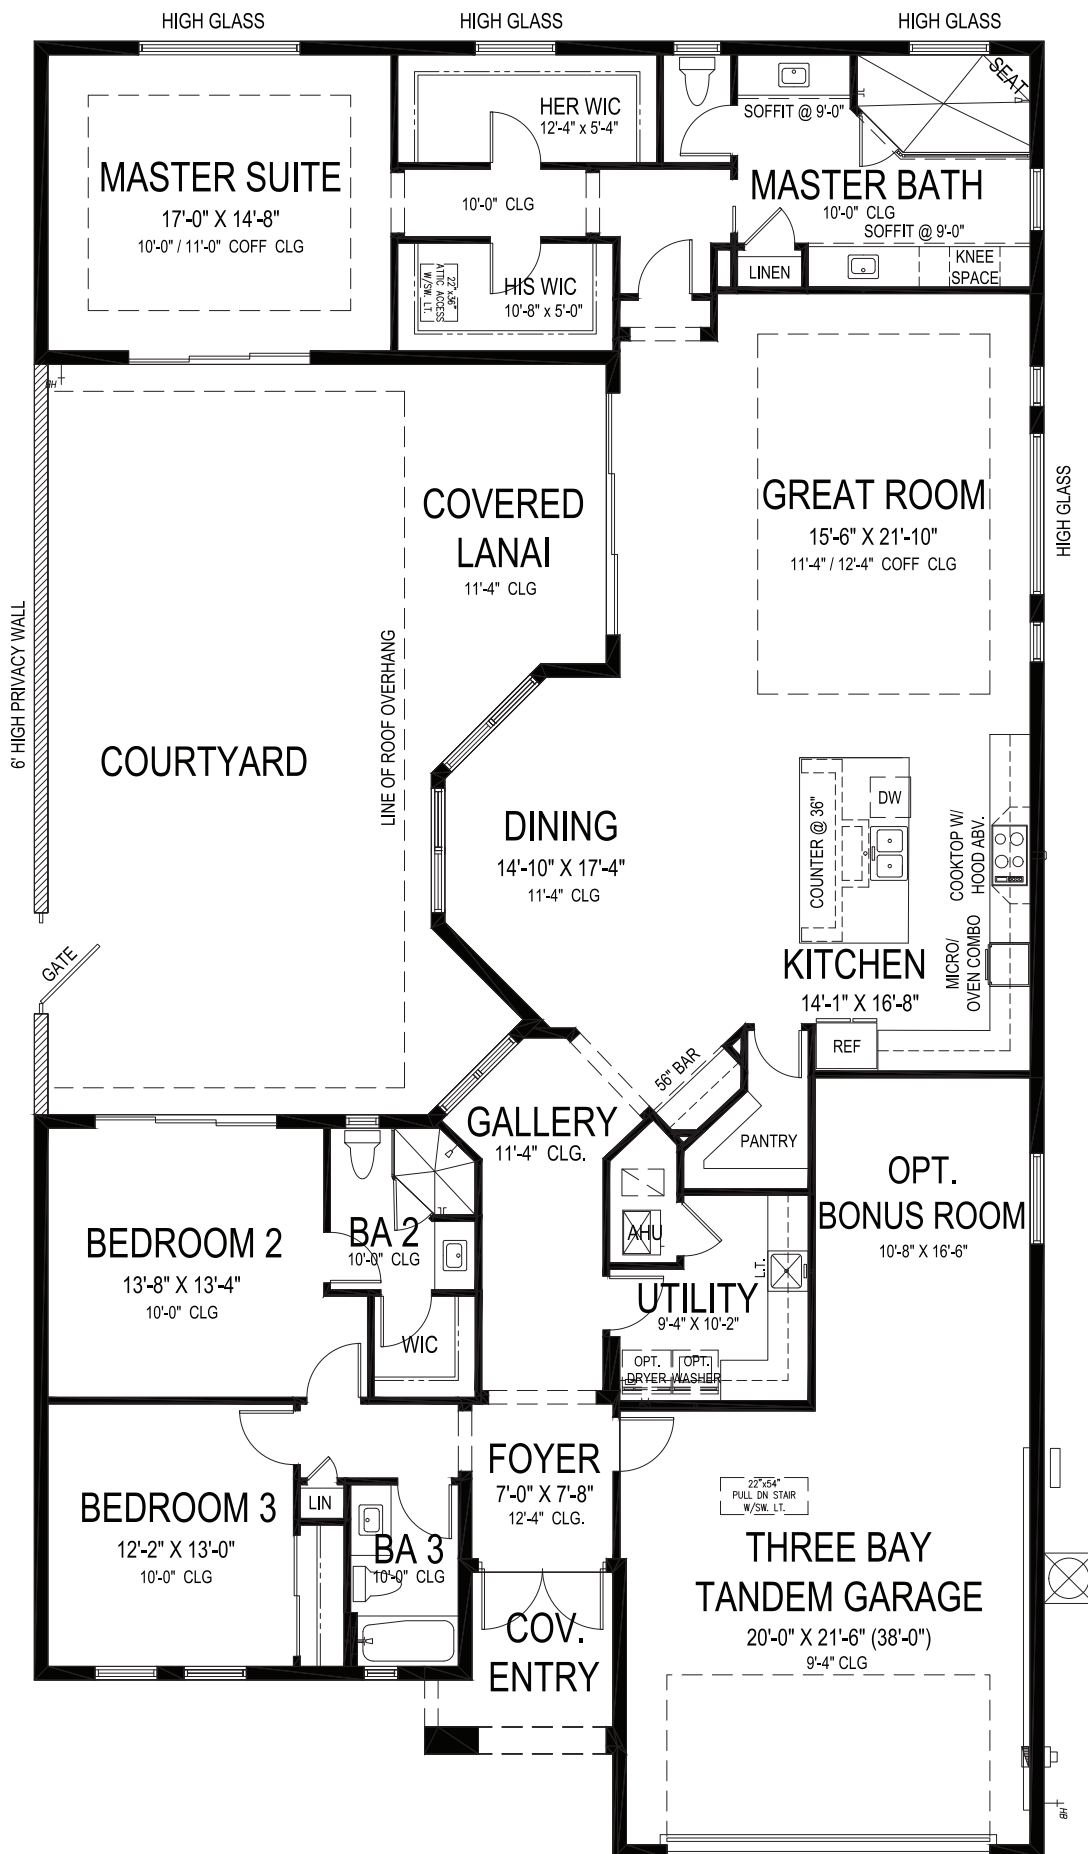 HIGH GLASS
HIGH GLASS
HIGH GLASS
MASTER SUITE
17'-0" X 14'-8"
10'-0" / 11'-0" COFF CLG
HER WIC
12'-4" x 5'-4"
10'-0" CLG
22"x36"
ATTIC ACCESS
W/SW. LT.
HIS WIC
10'-8" x 5'-0"
SOFFIT @ 9'-0"
SEAT
MASTER BATH
10'-0" CLG
SOFFIT @ 9'-0"
LINEN
KNEE
SPACE
HB
COVERED
LANAI
11'-4" CLG
GREAT ROOM
15'-6" X 21'-10"
11'-4" / 12'-4" COFF CLG
HIGH GLASS
6' HIGH PRIVACY WALL
LINE OF ROOF OVERHANG
COURTYARD
GATE
DINING
14'-10" X 17'-4"
11'-4" CLG
COUNTER @ 36"
DW
COOKTOP W/
HOOD ABV.
MICRO/
OVEN COMBO
KITCHEN
14'-1" X 16'-8"
REF
56" BAR
PANTRY
GALLERY
11'-4" CLG.
OPT.
BONUS ROOM
10'-8" X 16'-6"
BEDROOM 2
13'-8" X 13'-4"
10'-0" CLG
BA 2
10'-0" CLG
WIC
AHU
L.T.
UTILITY
9'-4" X 10'-2"
OPT.
DRYER
OPT.
WASHER
FOYER
7'-0" X 7'-8"
12'-4" CLG.
BEDROOM 3
12'-2" X 13'-0"
10'-0" CLG
LIN
BA 3
10'-0" CLG
22"x54"
PULL DN STAIR
W/SW. LT.
THREE BAY
TANDEM GARAGE
20'-0" X 21'-6" (38'-0")
9'-4" CLG
COV.
ENTRY
HB